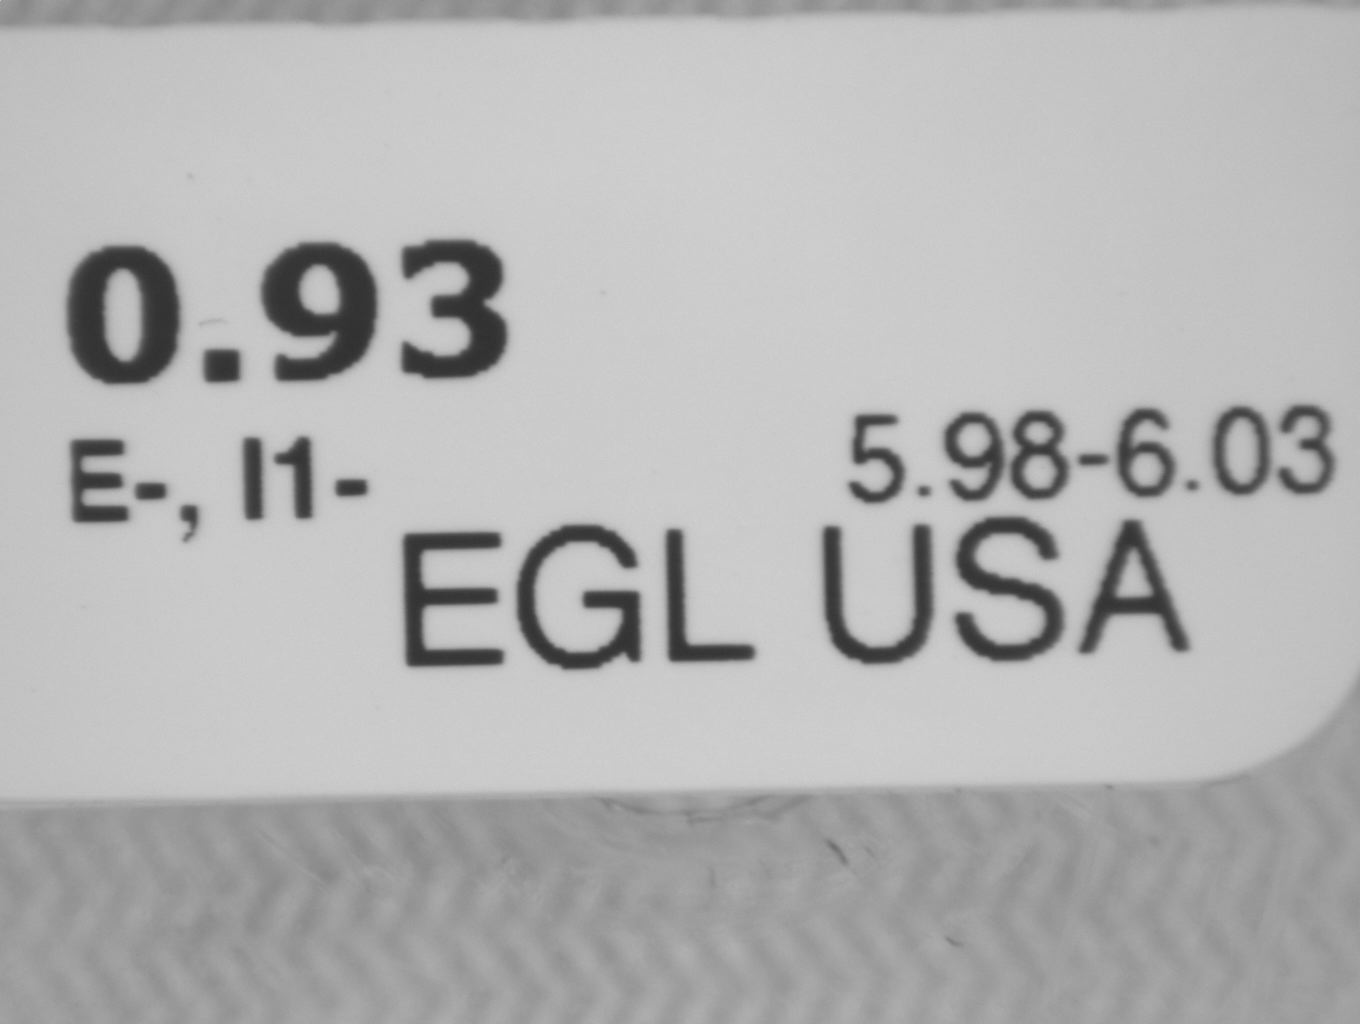 0.93
E-, I1-
5.98-6.03
EGL USA